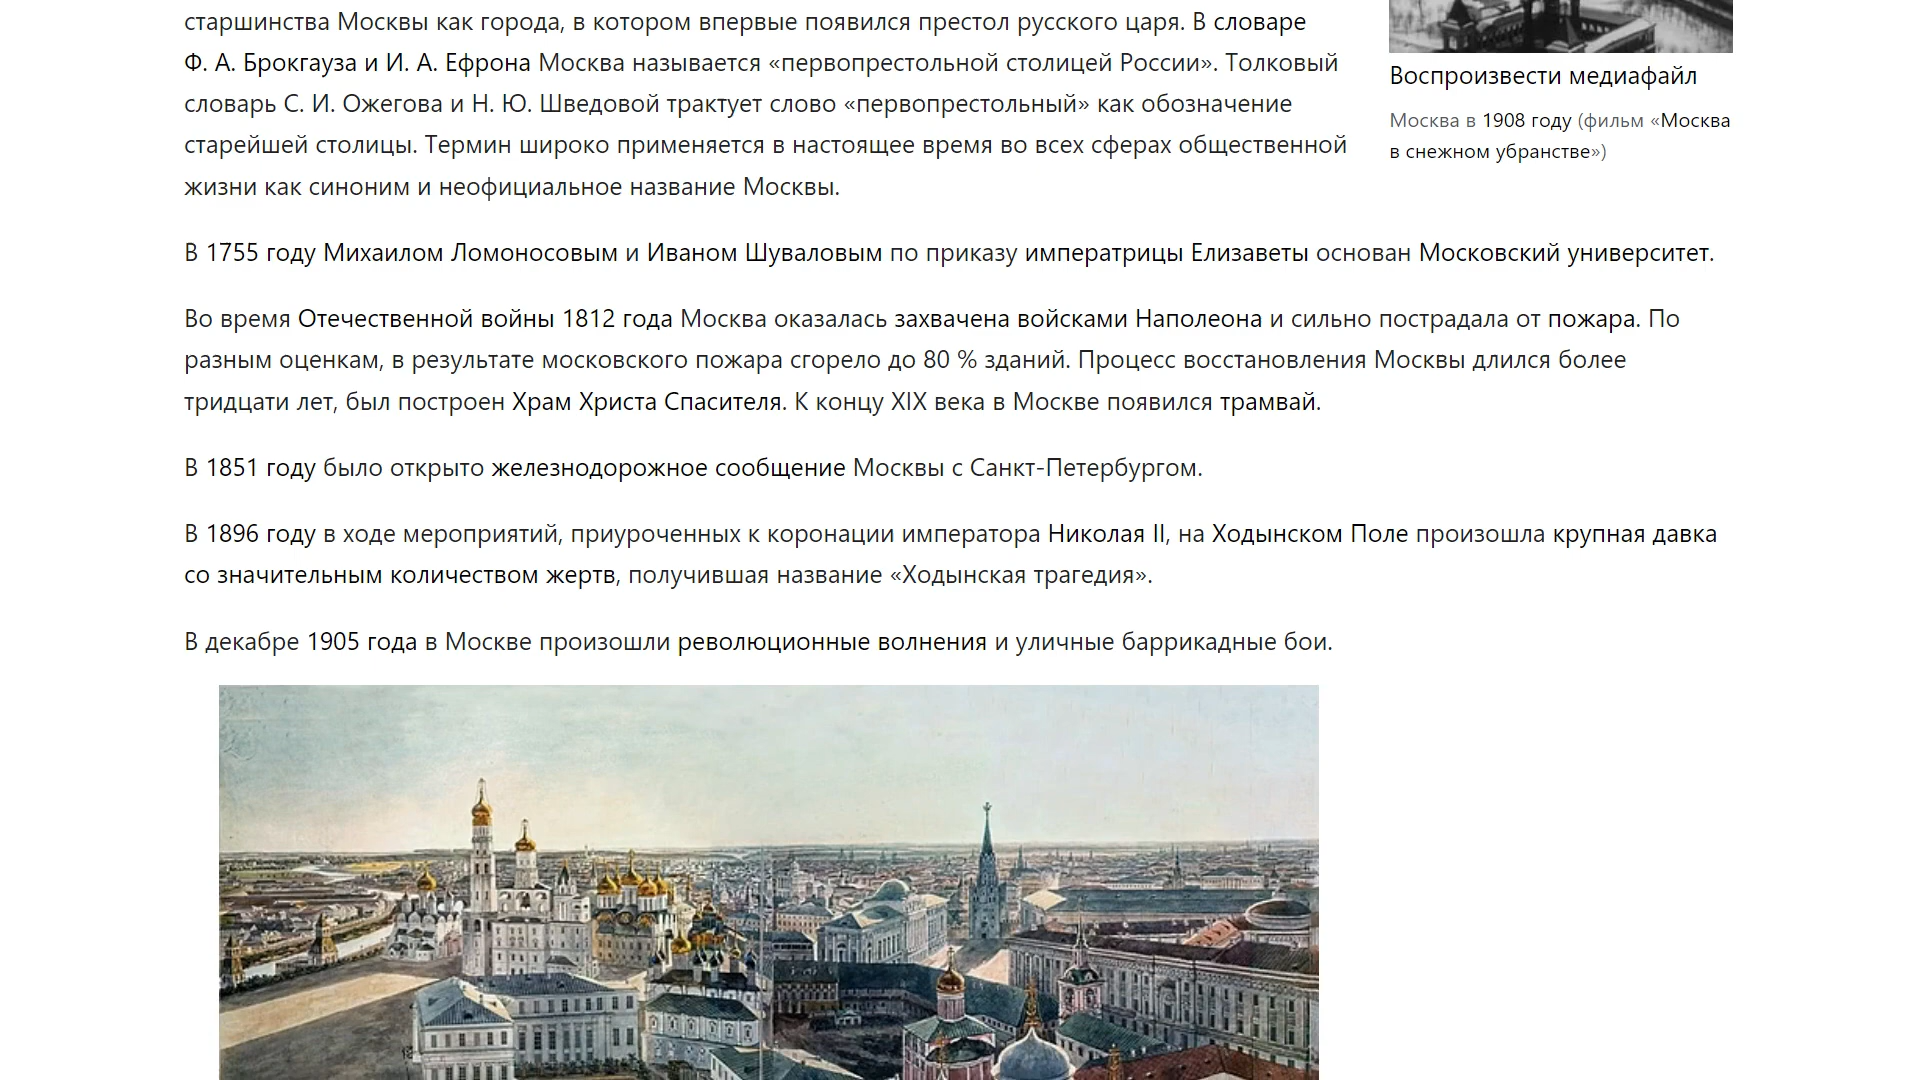 старшинства Москвы как города, в котором впервые появился престол русского царя. В словаре
Ф. А. Брокгауза и И. А. Ефрона Москва называется «первопрестольной столицей России». Толковый
словарь С. И. Ожегова и Н. Ю. Шведовой трактует слово «первопрестольный» как обозначение
старейшей столицы. Термин широко применяется в настоящее время во всех сферах общественной
жизни как синоним и неофициальное название Москвы.
Воспроизвести медиафайл
Москва в 1908 году (фильм «Москва
в снежном убранстве»)
В 1755 году Михаилом Ломоносовым и Иваном Шуваловым по приказу императрицы Елизаветы основан Московский университет.
Во время Отечественной войны 1812 года Москва оказалась захвачена войсками Наполеона и сильно пострадала от пожара. По
разным оценкам, в результате московского пожара сгорело до 80 % зданий. Процесс восстановления Москвы длился более
тридцати лет, был построен Храм Христа Спасителя. К концу XIX века в Москве появился трамвай.
В 1851 году было открыто железнодорожное сообщение Москвы с Санкт-Петербургом.
В 1896 году в ходе мероприятий, приуроченных к коронации императора Николая II, на Ходынском Поле произошла крупная давка
со значительным количеством жертв, получившая название «Ходынская трагедия».
В декабре 1905 года в Москве произошли революционные волнения и уличные баррикадные бои.